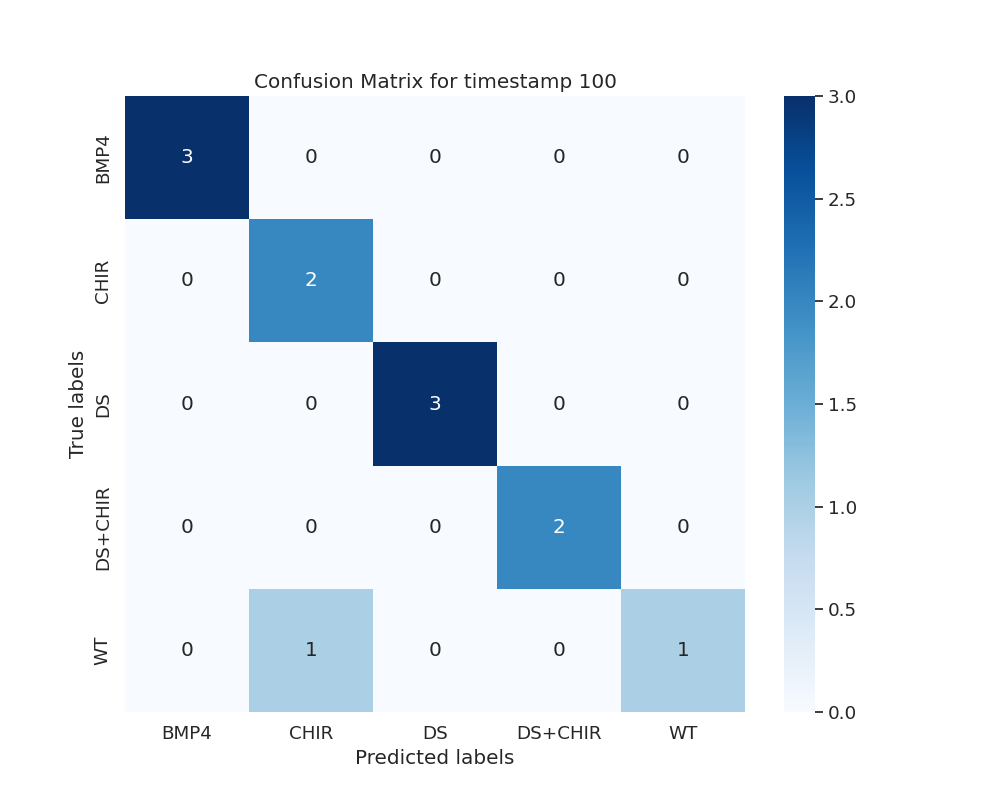 Confusion Matrix for timestamp 100
True labels
BMP4 3 0 0 0 0
CHIR 0 2 0 0 0
DS 0 0 3 0 0
DS+CHIR 0 0 0 2 0
WT 0 1 0 0 1
BMP4 CHIR DS DS+CHIR WT
Predicted labels
3.0
2.5
2.0
1.5
1.0
0.5
0.0